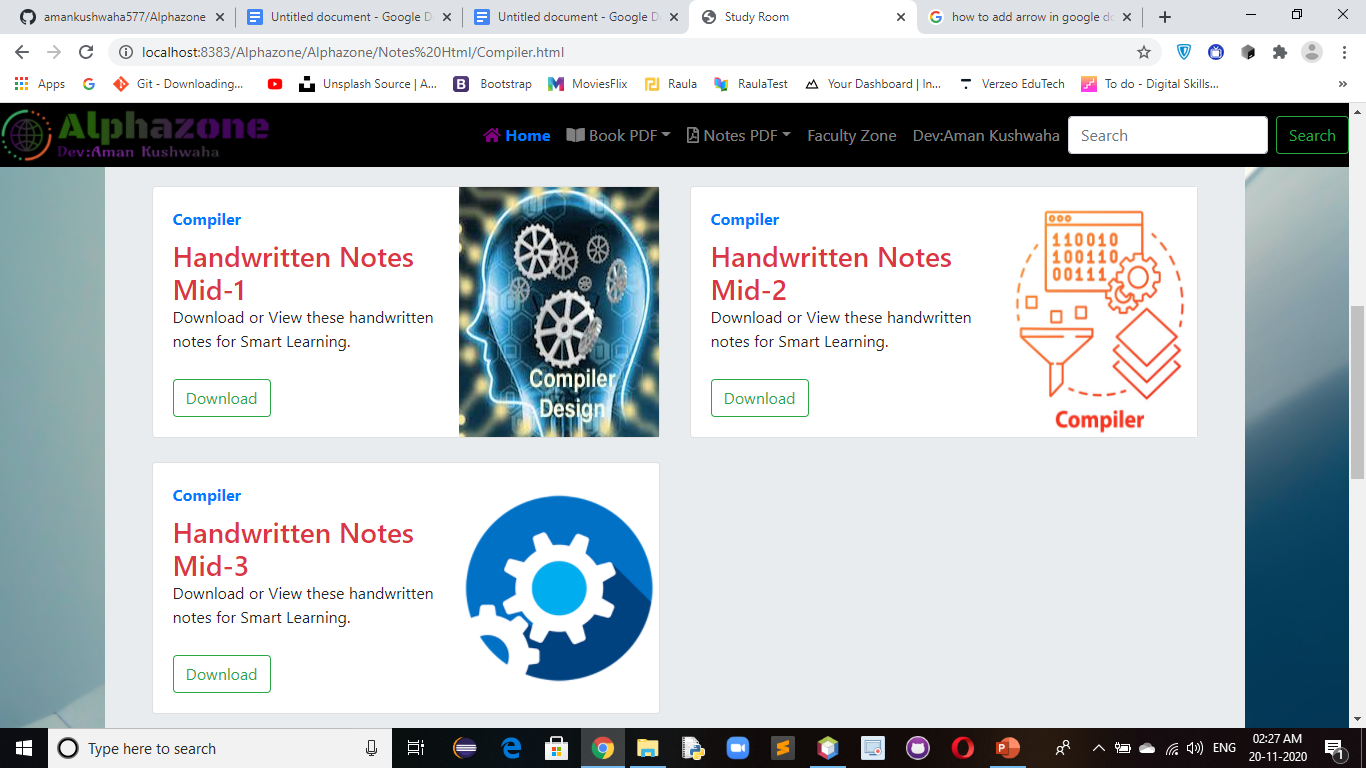 amankushwaha577/Alphazone
Untitled document - Google D
Untitled document - Google D
Study Room
how to add arrow in google do
localhost:8383/Alphazone/Alphazone/Notes%20Html/Compiler.html
Apps
Git - Downloading...
Unsplash Source | A...
Bootstrap
MoviesFlix
Raula
RaulaTest
Your Dashboard | In...
Verzeo EduTech
To do - Digital Skills...
»
Alphazone
Dev:Aman Kushwaha
Home
Book PDF
Notes PDF
Faculty Zone
Dev:Aman Kushwaha
Search
Search
Compiler
Handwritten Notes
Mid-1
Download or View these handwritten
notes for Smart Learning.
Download
Compiler
Design
Compiler
Handwritten Notes
Mid-2
Download or View these handwritten
notes for Smart Learning.
Download
110010
100110
00111
Compiler
Compiler
Handwritten Notes
Mid-3
Download or View these handwritten
notes for Smart Learning.
Download
Type here to search
ENG
02:27 AM
20-11-2020
1